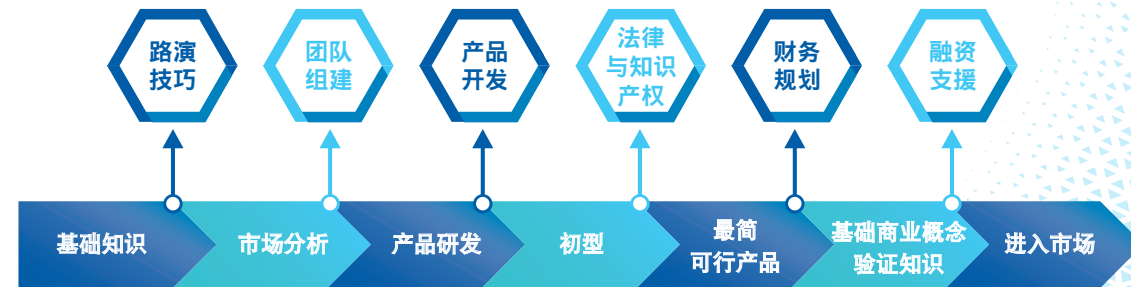 路演
技巧
团队
组建
产品
开发
法律
与知识
产权
财务
规划
融资
支援
基础知识
市场分析
产品研发
初型
最简
可行产品
基础商业概念
验证知识
进入市场